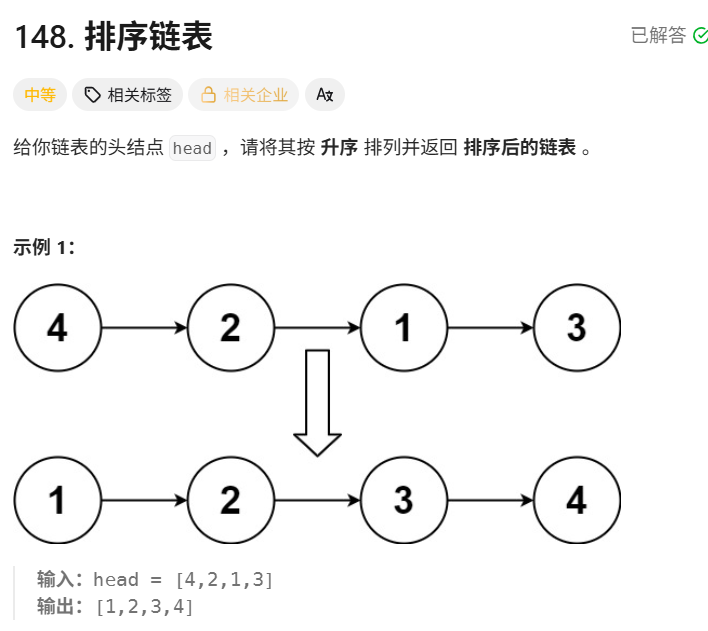 148. 排序链表
已解答
中等 相关标签 相关企业 Ax
给你链表的头结点 head ，请将其按 升序 排列并返回 排序后的链表 。
示例 1：
4 2 1 3
1 2 3 4
输入：head = [4,2,1,3]
输出：[1,2,3,4]